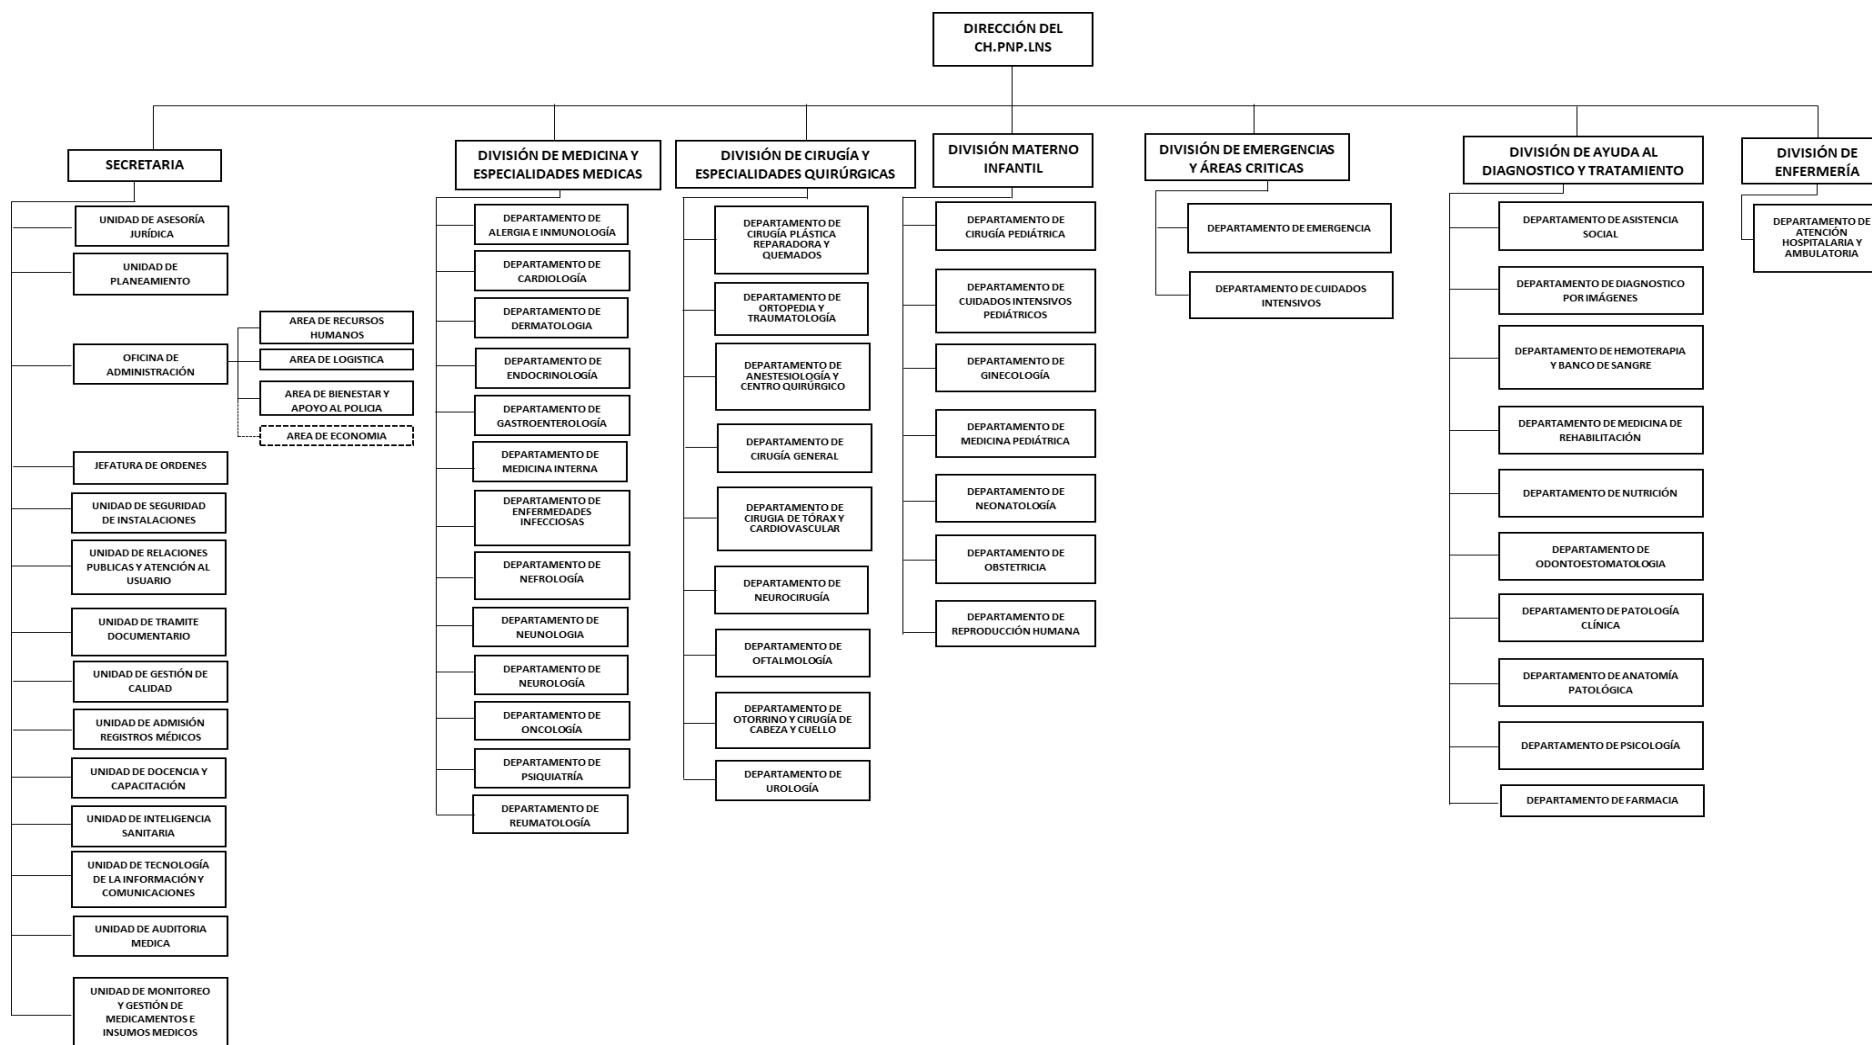 DIRECCIÓN DEL
CH.PNP.LNS
SECRETARIA
UNIDAD DE ASESORÍA
JURÍDICA
UNIDAD DE
PLANEAMIENTO
OFICINA DE
ADMINISTRACIÓN
AREA DE RECURSOS
HUMANOS
AREA DE LOGISTICA
AREA DE BIENESTAR Y
APOYO AL POLICIA
AREA DE ECONOMIA
JEFATURA DE ORDENES
UNIDAD DE SEGURIDAD
DE INSTALACIONES
UNIDAD DE RELACIONES
PUBLICAS Y ATENCIÓN AL
USUARIO
UNIDAD DE TRAMITE
DOCUMENTARIO
UNIDAD DE GESTIÓN DE
CALIDAD
UNIDAD DE ADMISIÓN
REGISTROS MÉDICOS
UNIDAD DE DOCENCIA Y
CAPACITACIÓN
UNIDAD DE INTELIGENCIA
SANITARIA
UNIDAD DE TECNOLOGÍA
DE LA INFORMACIÓN Y
COMUNICACIONES
UNIDAD DE AUDITORIA
MEDICA
UNIDAD DE MONITOREO
Y GESTIÓN DE
MEDICAMENTOS E
INSUMOS MEDICOS
DIVISIÓN DE MEDICINA Y
ESPECIALIDADES MEDICAS
DEPARTAMENTO DE
ALERGIA E INMUNOLOGÍA
DEPARTAMENTO DE
CARDIOLOGÍA
DEPARTAMENTO DE
DERMATOLOGIA
DEPARTAMENTO DE
ENDOCRINOLOGÍA
DEPARTAMENTO DE
GASTROENTEROLOGÍA
DEPARTAMENTO DE
MEDICINA INTERNA
DEPARTAMENTO DE
ENFERMEDADES
INFECCIOSAS
DEPARTAMENTO DE
NEFROLOGÍA
DEPARTAMENTO DE
NEUNOLOGIA
DEPARTAMENTO DE
NEUROLOGÍA
DEPARTAMENTO DE
ONCOLOGÍA
DEPARTAMENTO DE
PSIQUIATRÍA
DEPARTAMENTO DE
REUMATOLOGÍA
DIVISIÓN DE CIRUGÍA Y
ESPECIALIDADES QUIRÚRGICAS
DEPARTAMENTO DE
CIRUGÍA PLÁSTICA
REPARADORA Y
QUEMADOS
DEPARTAMENTO DE
ORTOPEDIA Y
TRAUMATOLOGÍA
DEPARTAMENTO DE
ANESTESIOLOGÍA Y
CENTRO QUIRÚRGICO
DEPARTAMENTO DE
CIRUGÍA GENERAL
DEPARTAMENTO DE
CIRUGIA DE TÓRAX Y
CARDIOVASCULAR
DEPARTAMENTO DE
NEUROCIRUGÍA
DEPARTAMENTO DE
OFTALMOLOGÍA
DEPARTAMENTO DE
OTORRINO Y CIRUGÍA DE
CABEZA Y CUELLO
DEPARTAMENTO DE
UROLOGÍA
DIVISIÓN MATERNO
INFANTIL
DEPARTAMENTO DE
CIRUGÍA PEDIÁTRICA
DEPARTAMENTO DE
CUIDADOS INTENSIVOS
PEDIÁTRICOS
DEPARTAMENTO DE
GINECOLOGÍA
DEPARTAMENTO DE
MEDICINA PEDIÁTRICA
DEPARTAMENTO DE
NEONATOLOGÍA
DEPARTAMENTO DE
OBSTETRICIA
DEPARTAMENTO DE
REPRODUCCIÓN HUMANA
DIVISIÓN DE EMERGENCIAS
Y ÁREAS CRITICAS
DEPARTAMENTO DE EMERGENCIA
DEPARTAMENTO DE CUIDADOS
INTENSIVOS
DIVISIÓN DE AYUDA AL
DIAGNOSTICO Y TRATAMIENTO
DEPARTAMENTO DE ASISTENCIA
SOCIAL
DEPARTAMENTO DE DIAGNOSTICO
POR IMÁGENES
DEPARTAMENTO DE HEMOTERAPIA
Y BANCO DE SANGRE
DEPARTAMENTO DE MEDICINA DE
REHABILITACIÓN
DEPARTAMENTO DE NUTRICIÓN
DEPARTAMENTO DE
ODONTOESTOMATOLOGIA
DEPARTAMENTO DE PATOLOGÍA
CLÍNICA
DEPARTAMENTO DE ANATOMÍA
PATOLÓGICA
DEPARTAMENTO DE PSICOLOGÍA
DEPARTAMENTO DE FARMACIA
DIVISIÓN DE
ENFERMERÍA
DEPARTAMENTO DE
ATENCIÓN
HOSPITALARIA Y
AMBULATORIA